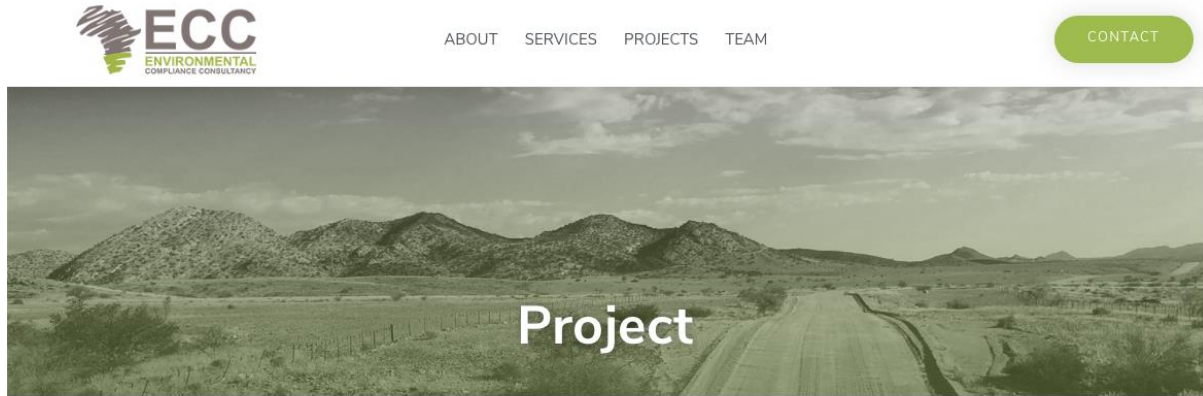 ECC
ENVIRONMENTAL
COMPLIANCE CONSULTANCY
ABOUT SERVICES PROJECTS TEAM
CONTACT
Project